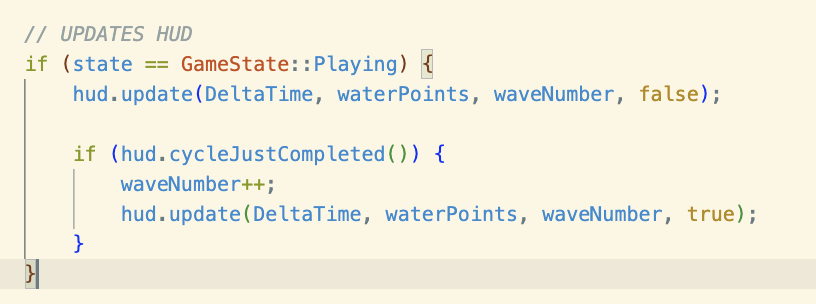 // UPDATES HUD
if (state == GameState::Playing) {
    hud.update(DeltaTime, waterPoints, waveNumber, false);

    if (hud.cycleJustCompleted()) {
        waveNumber++;
        hud.update(DeltaTime, waterPoints, waveNumber, true);
    }
}